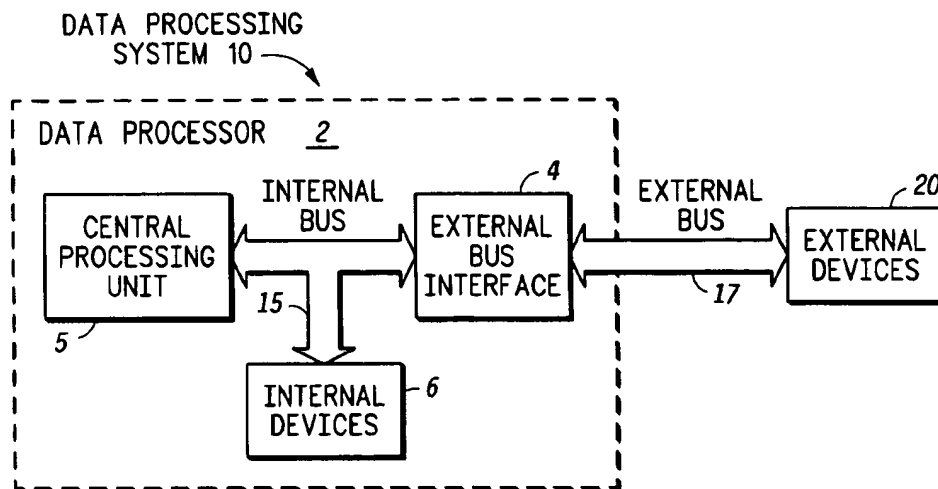 DATA PROCESSING
SYSTEM 10
DATA PROCESSOR 2
CENTRAL
PROCESSING
UNIT
5
INTERNAL
BUS
15
4
EXTERNAL
BUS
INTERFACE
EXTERNAL
BUS
17
20
EXTERNAL
DEVICES
6
INTERNAL
DEVICES